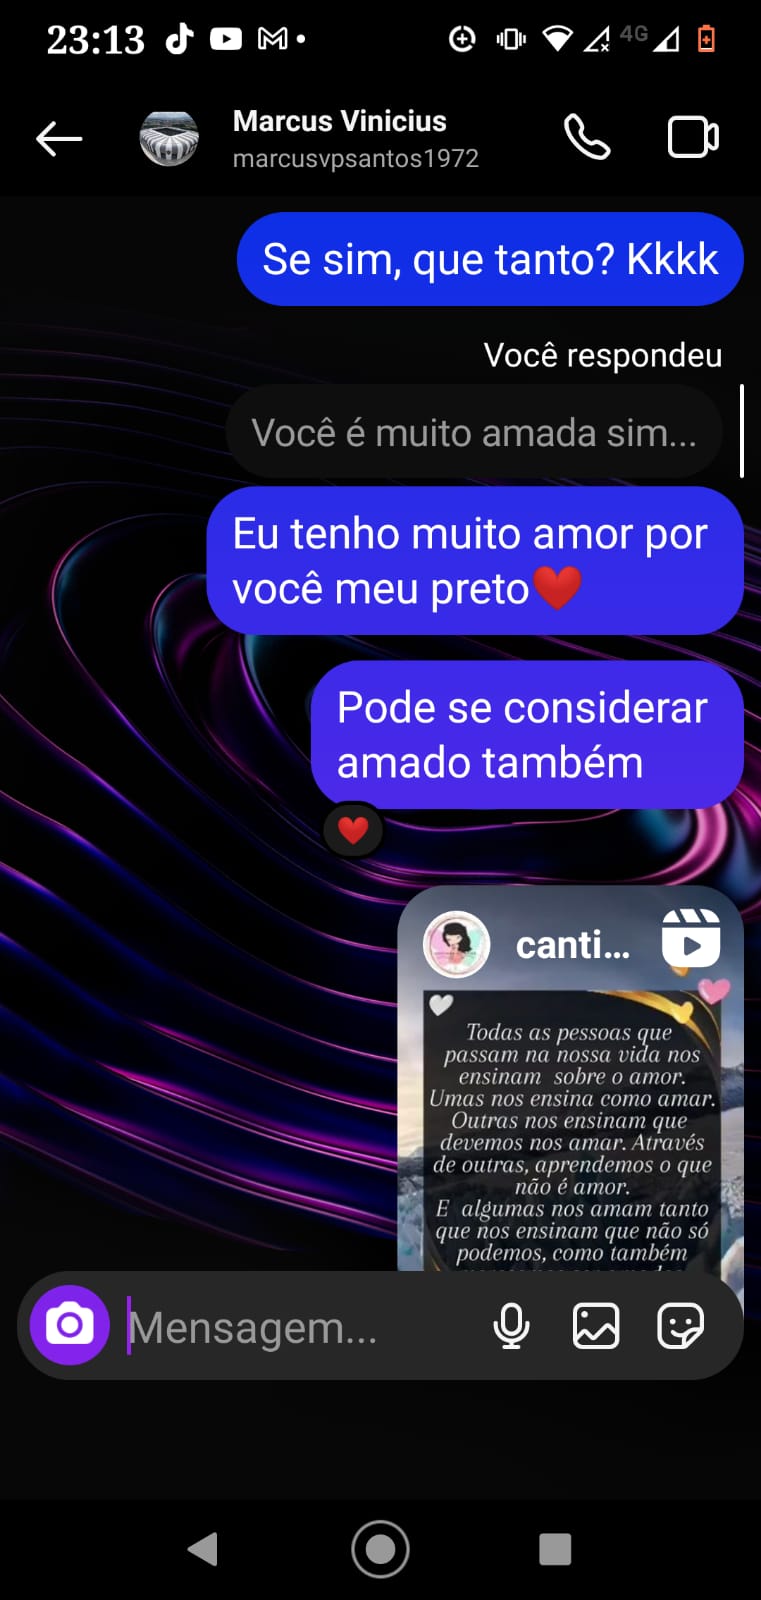 23:13
4G
Marcus Vinicius
marcusvpsantos1972
Se sim, que tanto? Kkkk
Você respondeu
Você é muito amada sim...
Eu tenho muito amor por
você meu preto❤️
Pode se considerar
amado também
❤️
canti...
Todas as pessoas que
passam na nossa vida nos
ensinam sobre o amor.
Umas nos ensina como amar.
Outras nos ensinam que
devemos nos amar. Através
de outras, aprendemos o que
não é amor.
E algumas nos amam tanto
que nos ensinam que não só
podemos, como também
Mensagem...